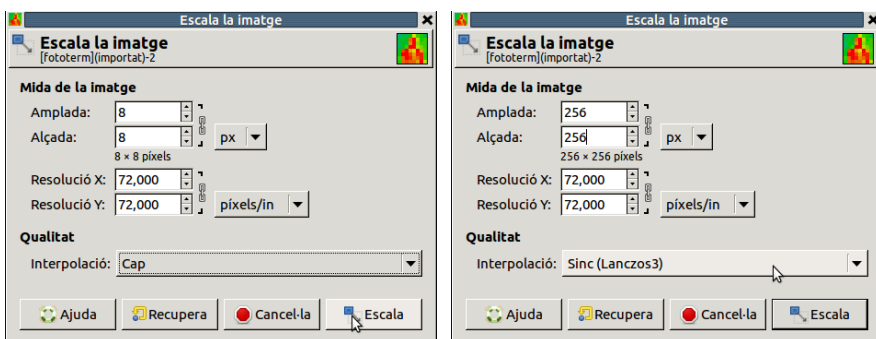 Escala la imatge
Escala la imatge
[fototerm](importat)-2
Mida de la imatge
Amplada: 8
Alçada: 8 px
8 × 8 píxels
Resolució X: 72,000
Resolució Y: 72,000 píxels/in
Qualitat
Interpolació: Cap
Ajuda Recupera Cancel·la Escala
Escala la imatge
Escala la imatge
[fototerm](importat)-2
Mida de la imatge
Amplada: 256
Alçada: 256 px
256 × 256 píxels
Resolució X: 72,000
Resolució Y: 72,000 píxels/in
Qualitat
Interpolació: Sinc (Lanczos3)
Ajuda Recupera Cancel·la Escala